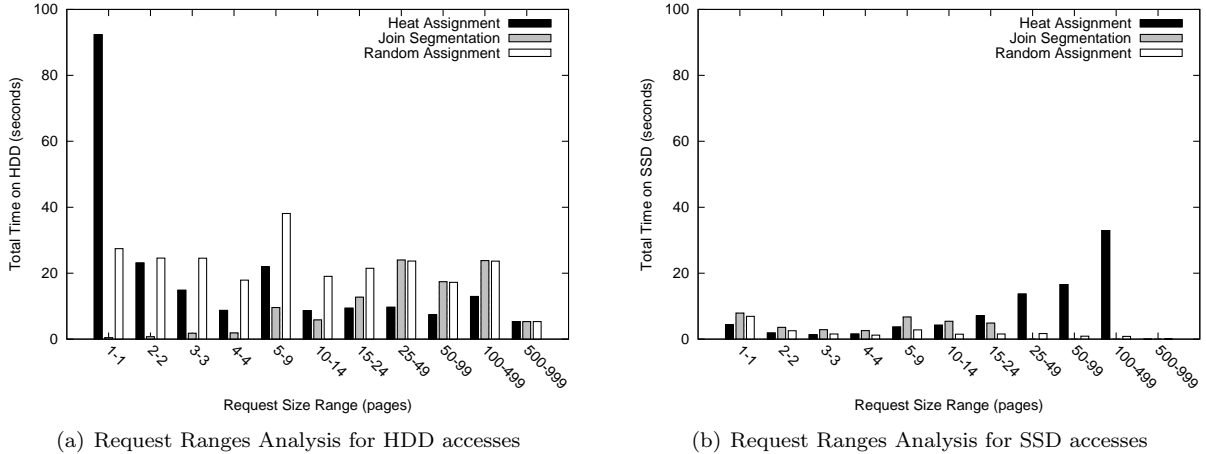 100
80
60
40
20
0
Total Time on HDD (seconds)
Heat Assignment
Join Segmentation
Random Assignment
1-1
2-2
3-3
4-4
5-9
10-14
15-24
25-49
50-99
100-499
500-999
Request Size Range (pages)
(a) Request Ranges Analysis for HDD accesses
100
80
60
40
20
0
Total Time on SSD (seconds)
Heat Assignment
Join Segmentation
Random Assignment
1-1
2-2
3-3
4-4
5-9
10-14
15-24
25-49
50-99
100-499
500-999
Request Size Range (pages)
(b) Request Ranges Analysis for SSD accesses